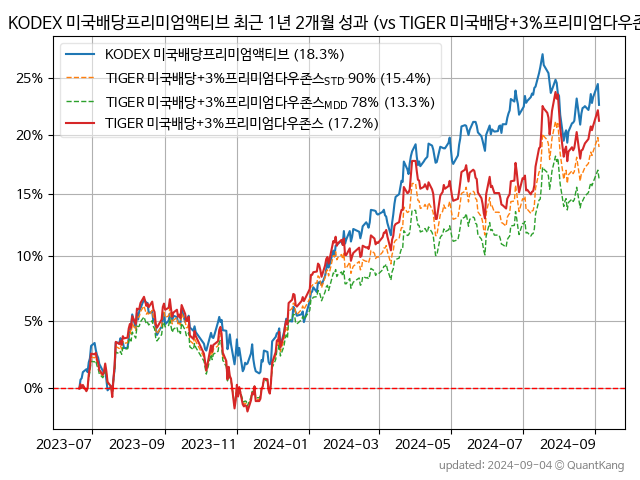 KODEX 미국배당프리미엄액티브 최근 1년 2개월 성과 (vs TIGER 미국배당+3%프리미엄다우존
KODEX 미국배당프리미엄액티브 (18.3%)
TIGER 미국배당+3%프리미엄다우존스STD 90% (15.4%)
TIGER 미국배당+3%프리미엄다우존스MDD 78% (13.3%)
TIGER 미국배당+3%프리미엄다우존스 (17.2%)
25%
20%
15%
10%
5%
0%
2023-07 2023-09 2023-11 2024-01 2024-03 2024-05 2024-07 2024-09
updated: 2024-09-04 © QuantKang